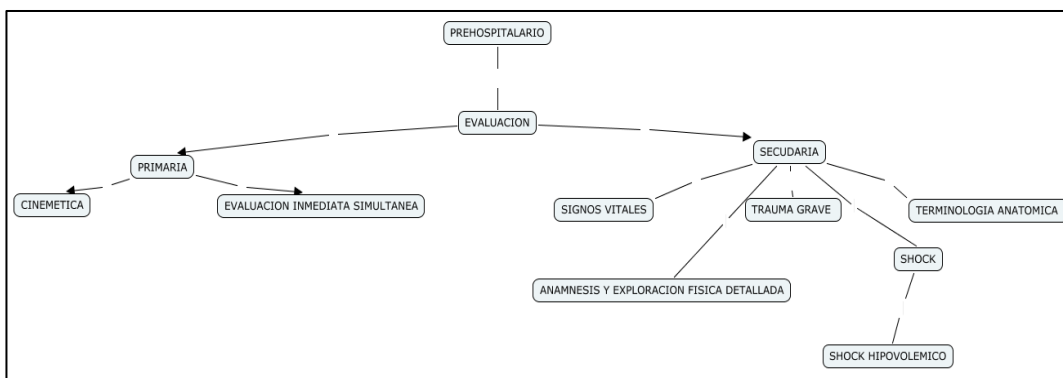 PREHOSPITALARIO
EVALUACION
PRIMARIA
SECUDARIA
CINEMETICA
EVALUACION INMEDIATA SIMULTANEA
SIGNOS VITALES
TRAUMA GRAVE
TERMINOLOGIA ANATOMICA
SHOCK
ANAMNESIS Y EXPLORACION FISICA DETALLADA
SHOCK HIPOVOLEMICO